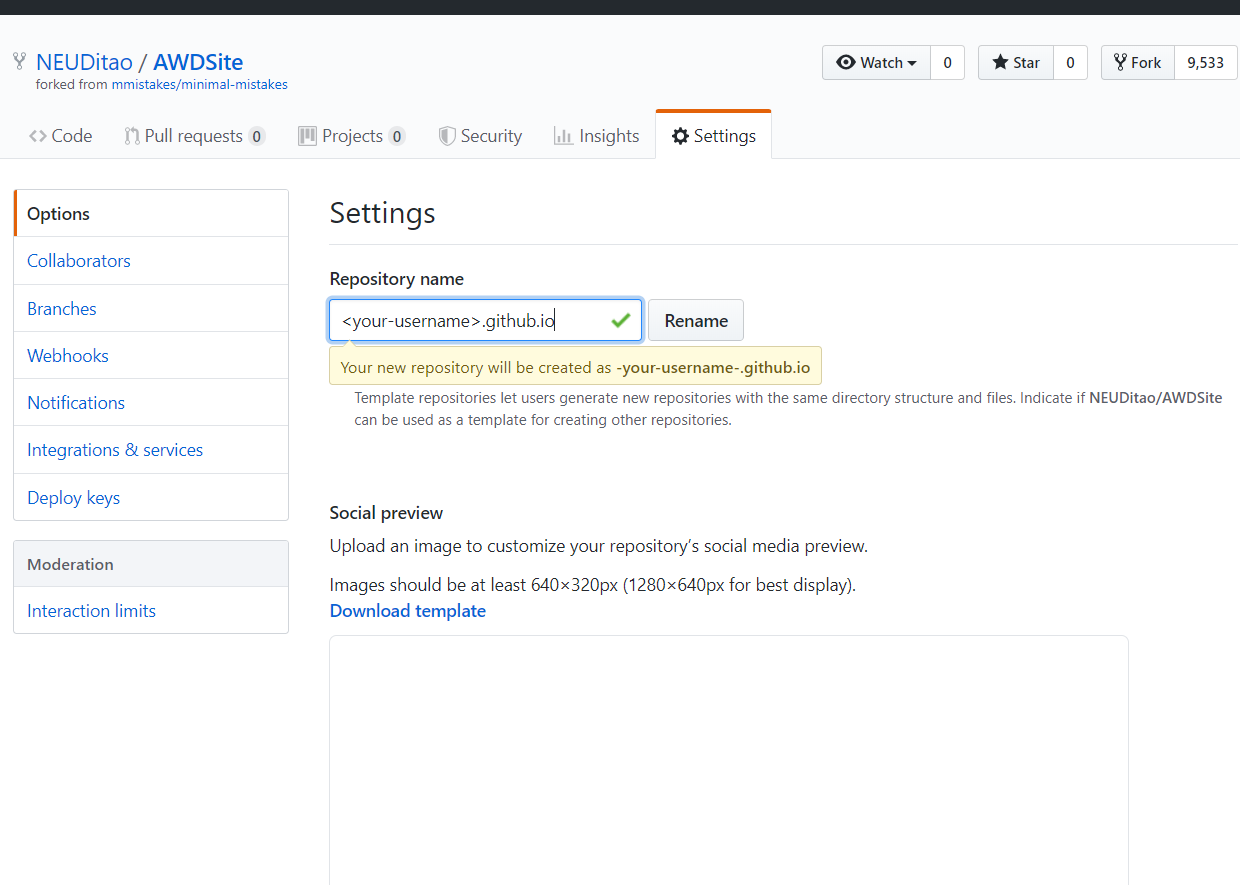 NEUDitao / AWDSite
forked from mmistakes/minimal-mistakes
Watch 0 Star 0 Fork 9,533
Code Pull requests 0 Projects 0 Security Insights Settings
Options
Collaborators
Branches
Webhooks
Notifications
Integrations & services
Deploy keys
Moderation
Interaction limits
Settings
Repository name
<your-username>.github.io Rename
Your new repository will be created as -your-username-.github.io
Template repositories let users generate new repositories with the same directory structure and files. Indicate if NEUDitao/AWDSite
can be used as a template for creating other repositories.
Social preview
Upload an image to customize your repository’s social media preview.
Images should be at least 640×320px (1280×640px for best display).
Download template